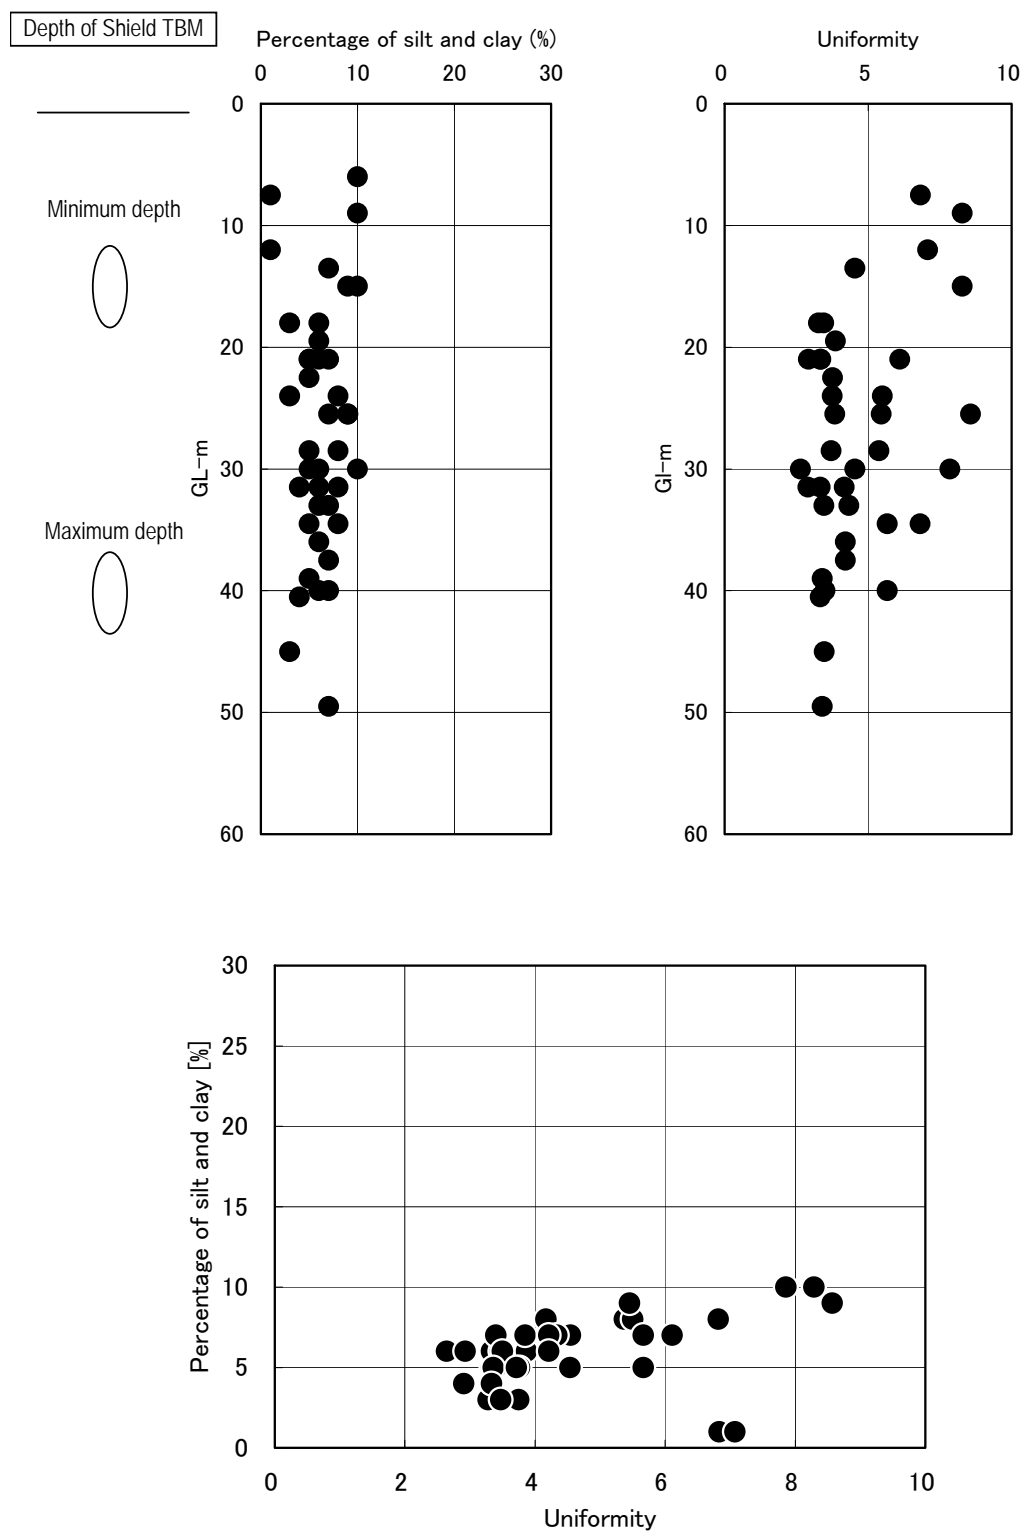 Depth of Shield TBM
Percentage of silt and clay (%)
0 10 20 30
Uniformity
0 5 10
Minimum depth
Maximum depth
GL-m
0
10
20
30
40
50
60
Gl-m
0
10
20
30
40
50
60
Percentage of silt and clay [%]
30
25
20
15
10
5
0
0 2 4 6 8 10
Uniformity